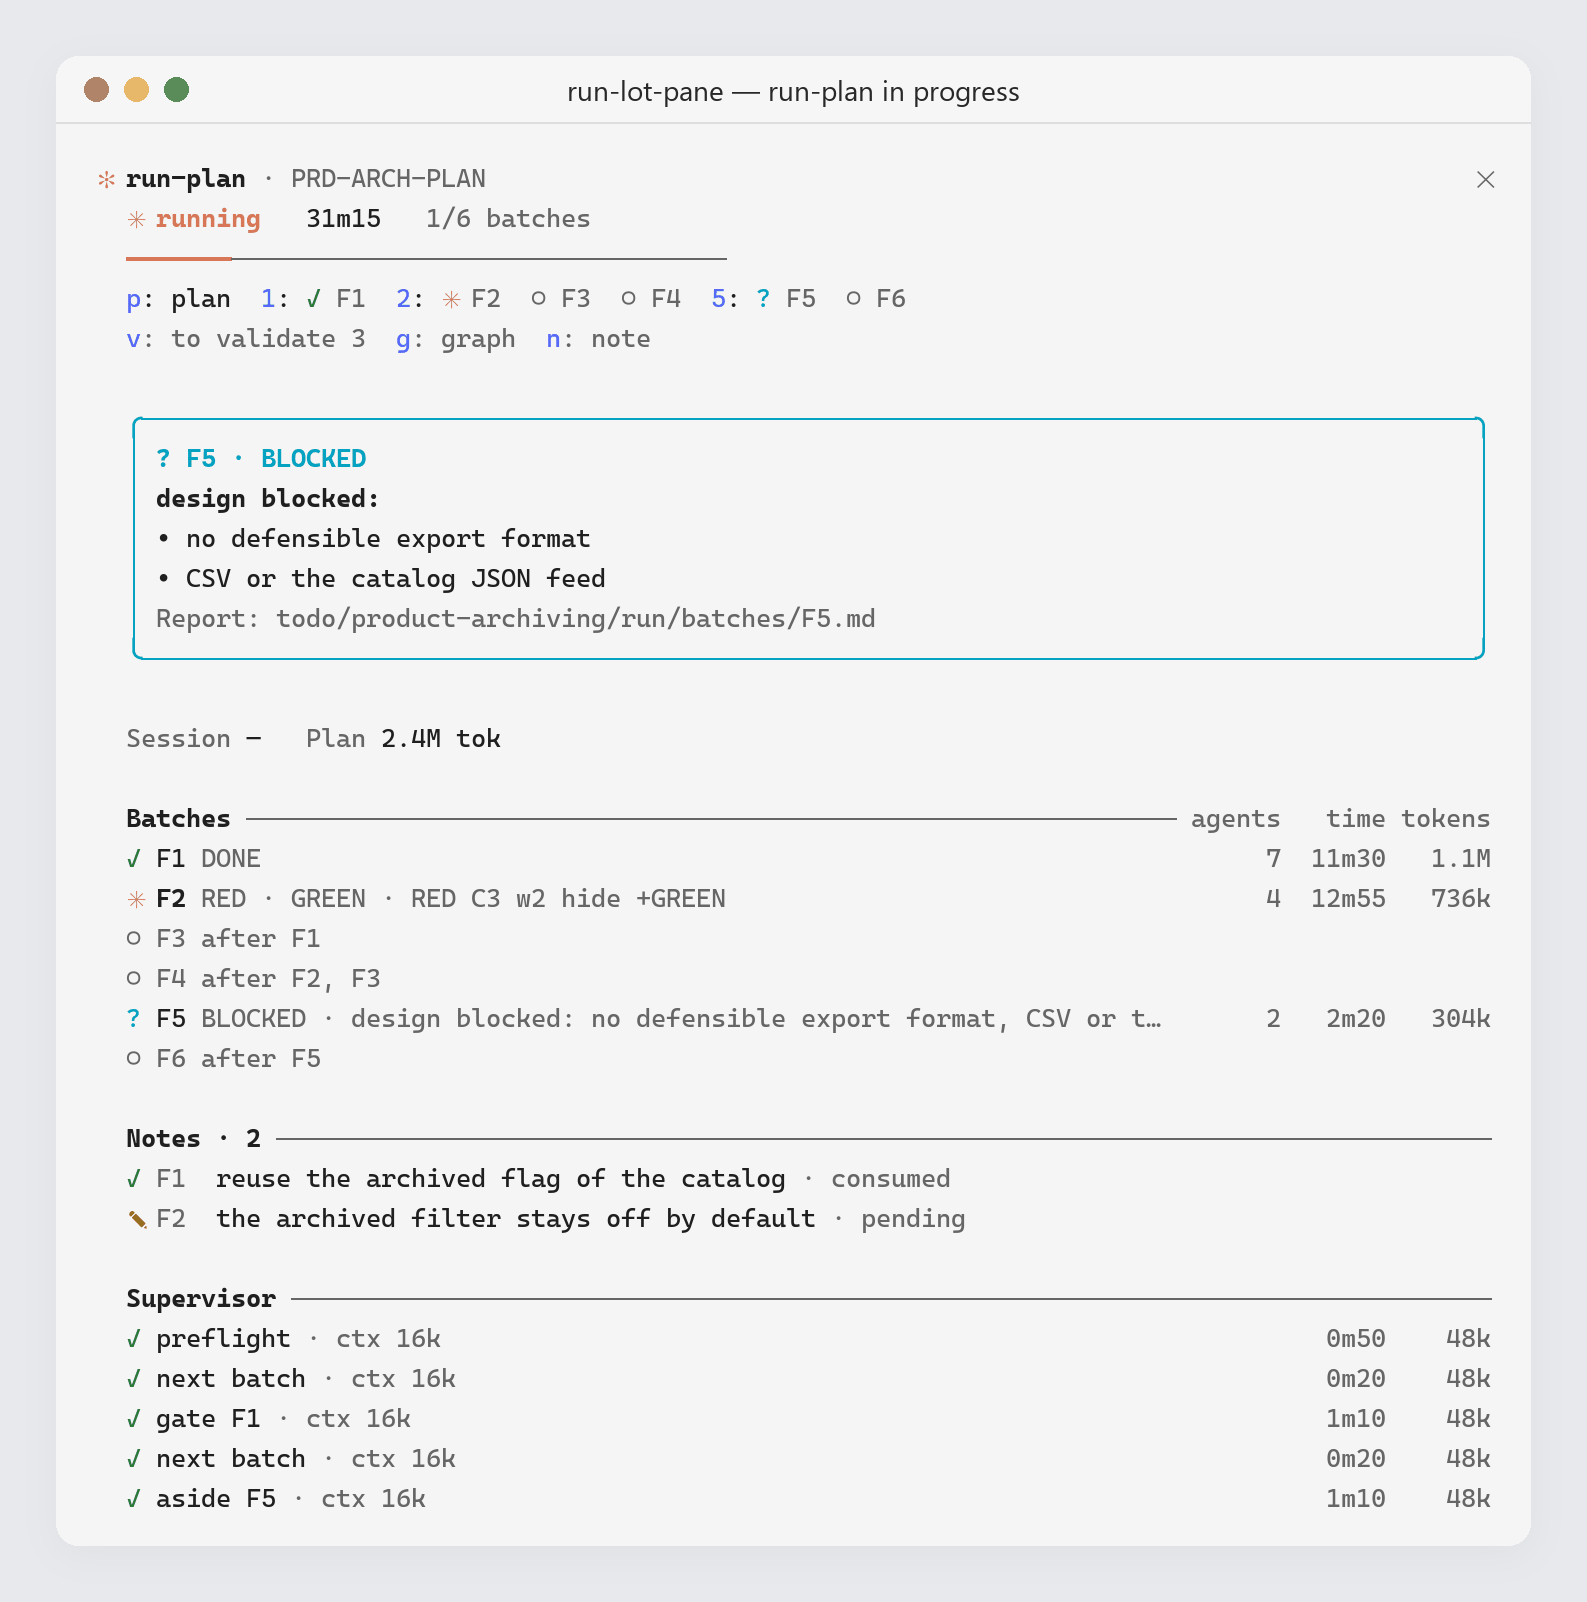 run-lot-pane — run-plan in progress
✻ run-plan · PRD-ARCH-PLAN ×
✳ running 31m15 1/6 batches
p: plan 1: ✓ F1 2: ✳ F2 ○ F3 ○ F4 5: ? F5 ○ F6
v: to validate 3 g: graph n: note
? F5 · BLOCKED
design blocked:
• no defensible export format
• CSV or the catalog JSON feed
Report: todo/product-archiving/run/batches/F5.md
Session — Plan 2.4M tok
Batches agents time tokens
✓ F1 DONE 7 11m30 1.1M
✳ F2 RED · GREEN · RED C3 w2 hide +GREEN 4 12m55 736k
○ F3 after F1
○ F4 after F2, F3
? F5 BLOCKED · design blocked: no defensible export format, CSV or t… 2 2m20 304k
○ F6 after F5
Notes · 2
✓ F1 reuse the archived flag of the catalog · consumed
✎ F2 the archived filter stays off by default · pending
Supervisor
✓ preflight · ctx 16k 0m50 48k
✓ next batch · ctx 16k 0m20 48k
✓ gate F1 · ctx 16k 1m10 48k
✓ next batch · ctx 16k 0m20 48k
✓ aside F5 · ctx 16k 1m10 48k